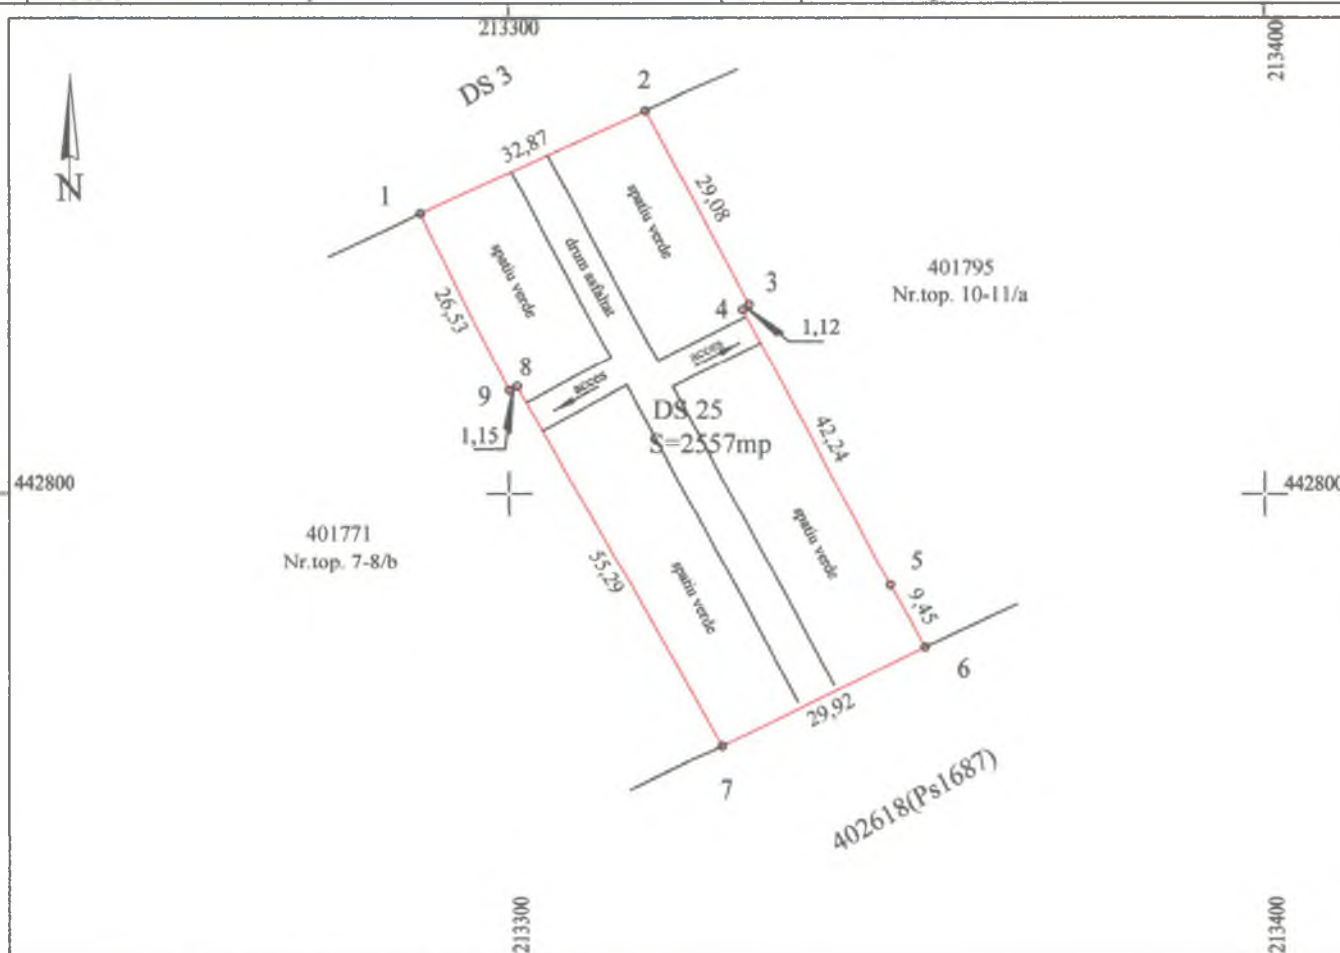 213300
213400
DS 3
2
32,87
N
1
29,08
spatiu verde
spatiu verde
drum asfaltat
401795
Nr.top. 10-11/a
3
4
1,12
26,53
acces
8
9
acces
DS 25
S=2557mp
1,15
42,24
442800
442800
401771
Nr.top. 7-8/b
spatiu verde
55,29
spatiu verde
5
9,45
6
29,92
7
402618(Ps1687)
213300
213400